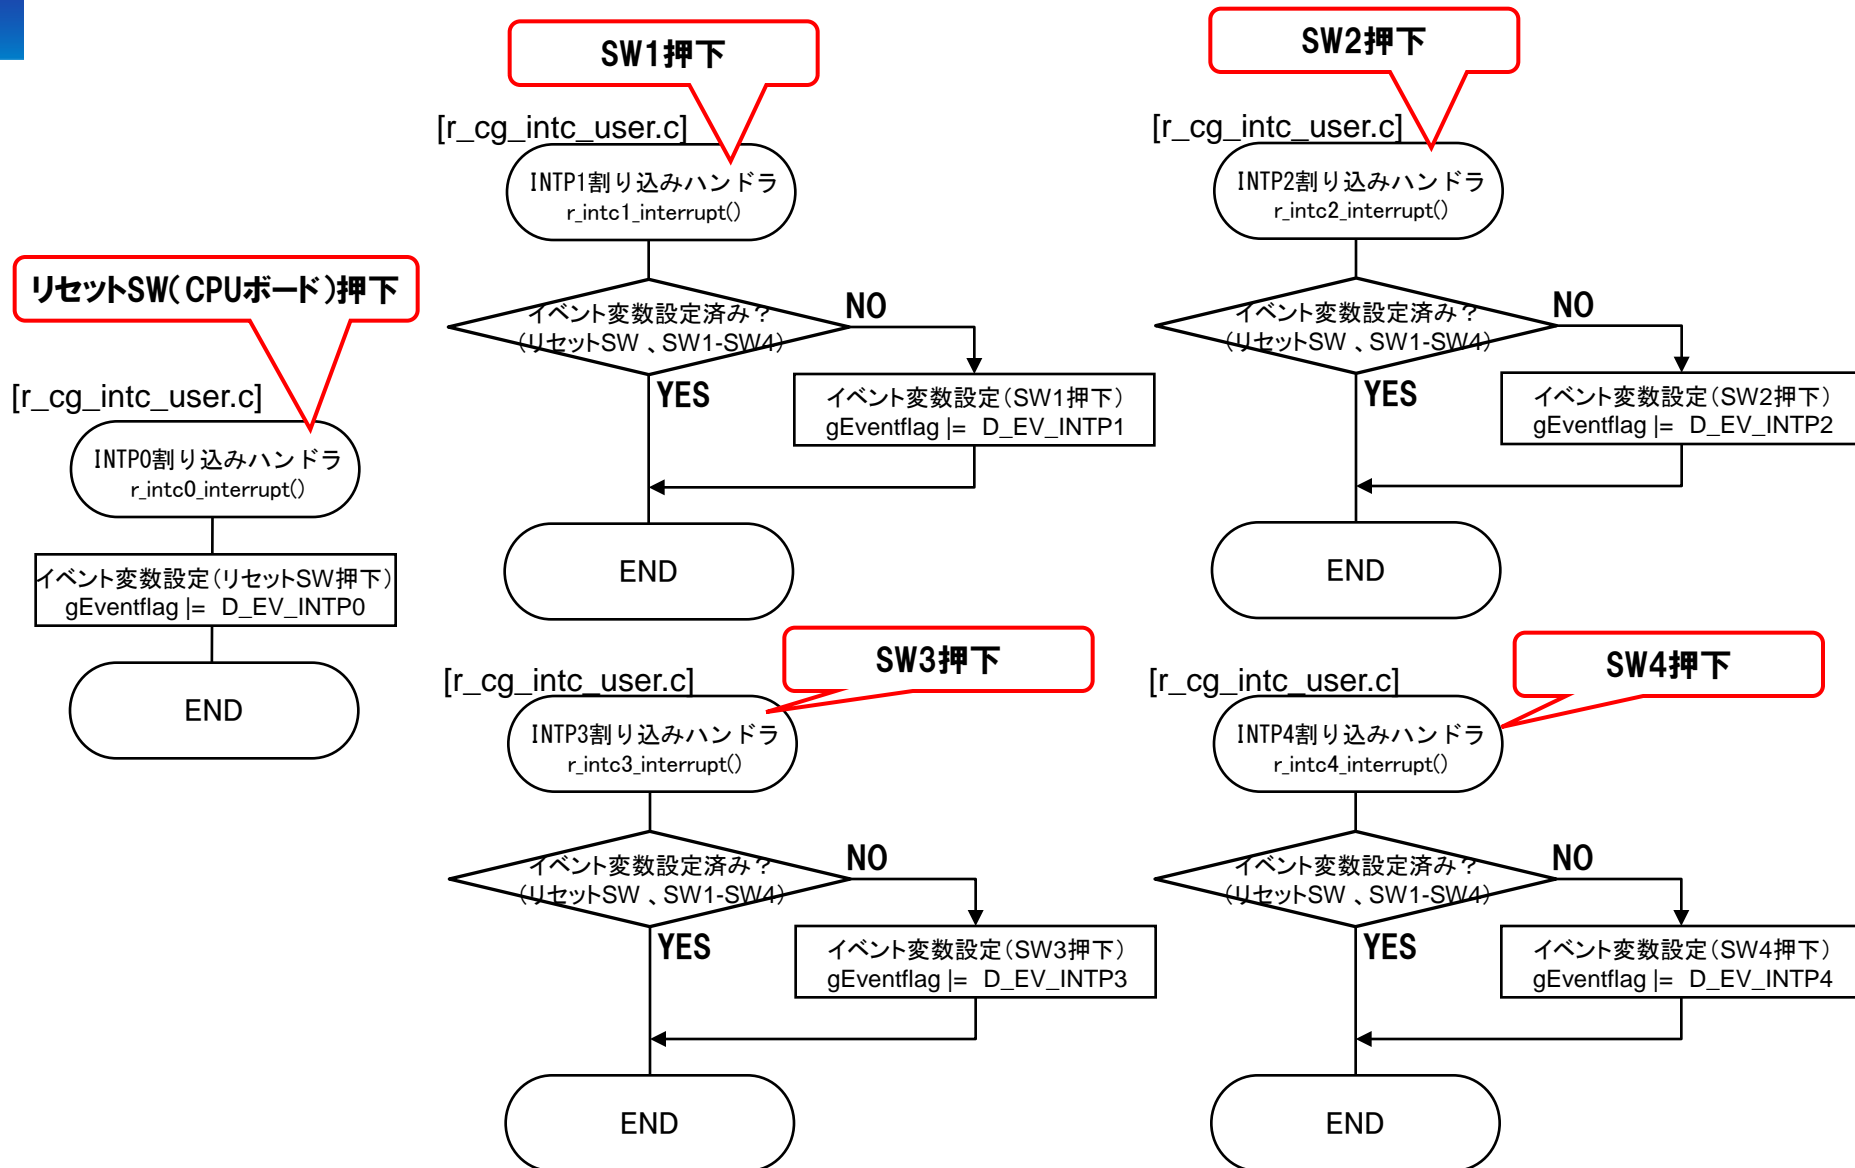 リセットSW(CPUボード)押下
[r_cg_intc_user.c]
INTP0割り込みハンドラ
r_intc0_interrupt()
イベント変数設定(リセットSW押下)
gEventflag |= D_EV_INTP0
END
SW1押下
[r_cg_intc_user.c]
INTP1割り込みハンドラ
r_intc1_interrupt()
イベント変数設定済み?
(リセットSW 、SW1-SW4)
NO
YES
イベント変数設定(SW1押下)
gEventflag |= D_EV_INTP1
END
SW2押下
[r_cg_intc_user.c]
INTP2割り込みハンドラ
r_intc2_interrupt()
イベント変数設定済み?
(リセットSW 、SW1-SW4)
NO
YES
イベント変数設定(SW2押下)
gEventflag |= D_EV_INTP2
END
SW3押下
[r_cg_intc_user.c]
INTP3割り込みハンドラ
r_intc3_interrupt()
イベント変数設定済み?
(リセットSW 、SW1-SW4)
NO
YES
イベント変数設定(SW3押下)
gEventflag |= D_EV_INTP3
END
SW4押下
[r_cg_intc_user.c]
INTP4割り込みハンドラ
r_intc4_interrupt()
イベント変数設定済み?
(リセットSW 、SW1-SW4)
NO
YES
イベント変数設定(SW4押下)
gEventflag |= D_EV_INTP4
END